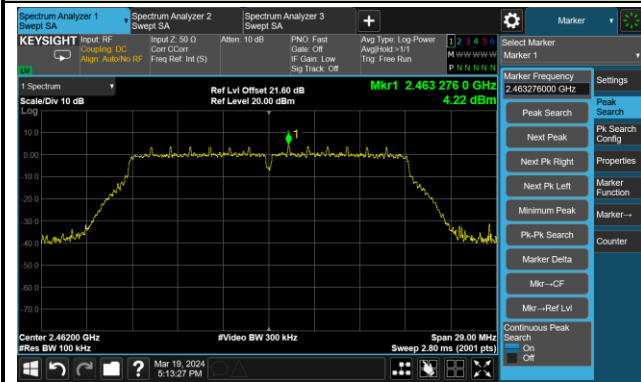 Spectrum Analyzer 1
Swept SA
Spectrum Analyzer 2
Swept SA
Spectrum Analyzer 3
Swept SA
+
Marker
KEYSIGHT
Input: RF
Coupling: DC
Align: Auto/No RF
Input Z: 50 Ω
Corr CCorr
Freq Ref: Int (S)
Atten: 10 dB
PNO: Fast
Gate: Off
IF Gain: Low
Sig Track: Off
Avg Type: Log-Power
Avg|Hold:>1/1
Trig: Free Run
1 2 3 4 5 6
M W W W W W
P N N N N N
Select Marker
Marker 1
1 Spectrum
Scale/Div 10 dB
Log
Ref Lvl Offset 21.60 dB
Ref Level 20.00 dBm
Mkr1 2.463 276 0 GHz
4.22 dBm
1
10.0
0.00
-10.0
-20.0
-30.0
-40.0
-50.0
-60.0
-70.0
Center 2.46200 GHz
#Res BW 100 kHz
#Video BW 300 kHz
Span 29.00 MHz
Sweep 2.80 ms (2001 pts)
Marker Frequency
2.463276000 GHz
Peak Search
Next Peak
Next Pk Right
Next Pk Left
Minimum Peak
Pk-Pk Search
Marker Delta
Mkr→CF
Mkr→Ref Lvl
Continuous Peak
Search
On
Off
Settings
Peak
Search
Pk Search
Config
Properties
Marker
Function
Marker→
Counter
?
Mar 19, 2024
5:13:27 PM